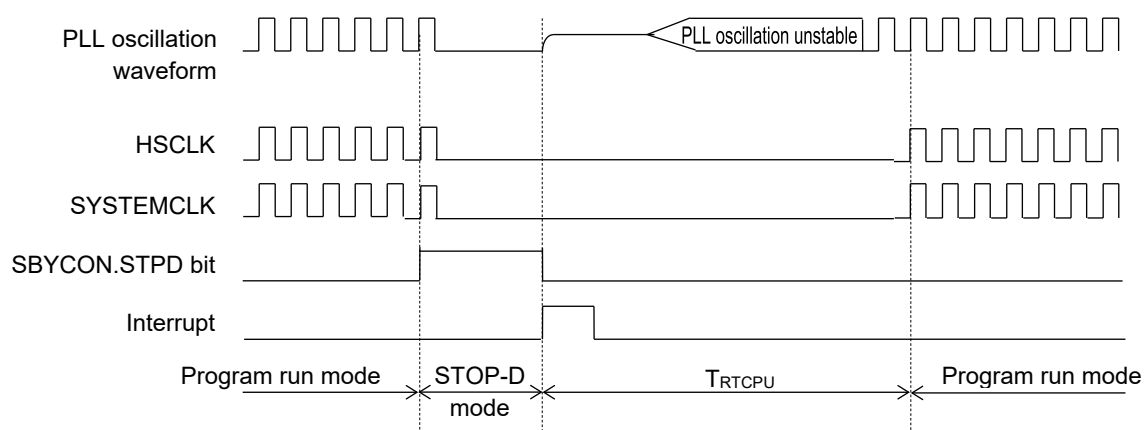 PLL oscillation
waveform
PLL oscillation unstable
HSCLK
SYSTEMCLK
SBYCON.STPD bit
Interrupt
Program run mode
STOP-D
mode
TRTCPU
Program run mode